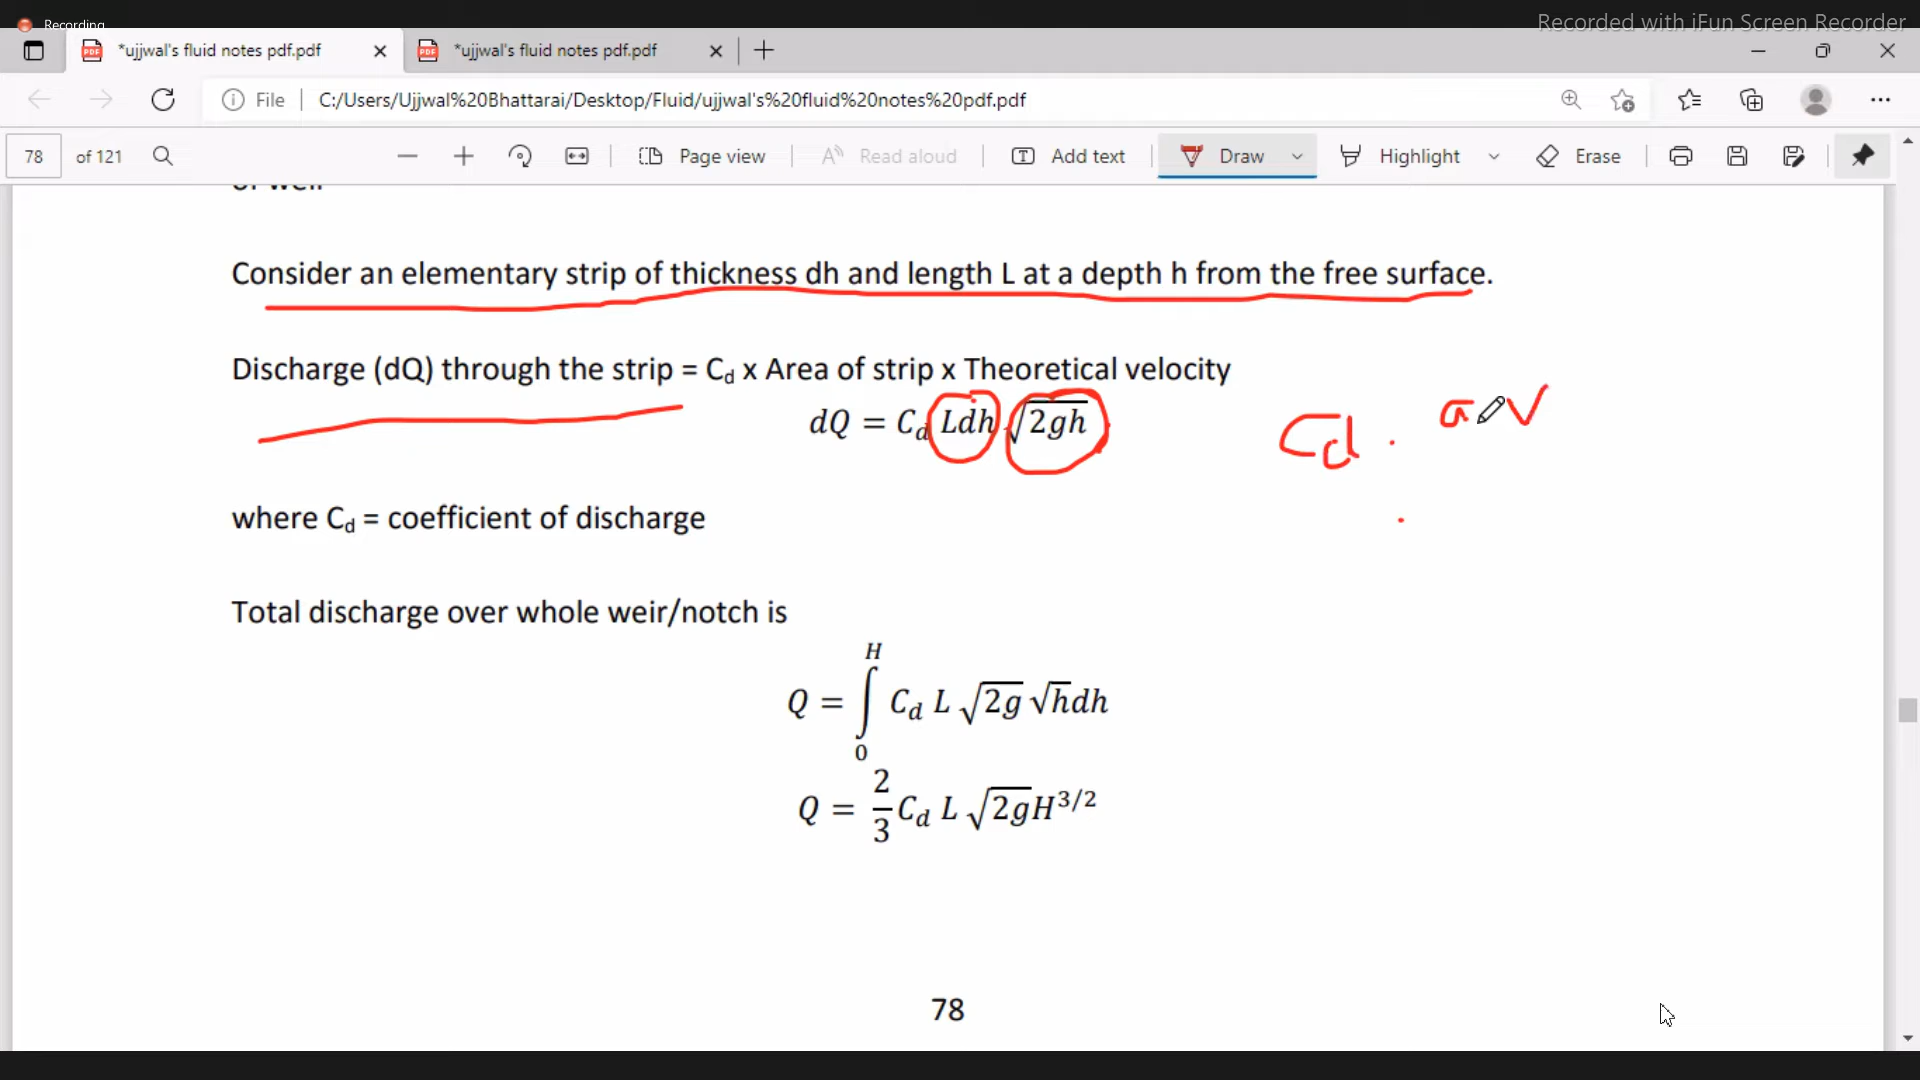 Recording
Recorded with iFun Screen Recorder
*ujjwal's fluid notes pdf.pdf
*ujjwal's fluid notes pdf.pdf
File
C:/Users/Ujjwal%20Bhattarai/Desktop/Fluid/ujjwal's%20fluid%20notes%20pdf.pdf
78 of 121
Page view
Read aloud
Add text
Draw
Highlight
Erase
Consider an elementary strip of thickness dh and length L at a depth h from the free surface.
Discharge (dQ) through the strip = Cd x Area of strip x Theoretical velocity
dQ = Cd Ldh √2gh
Cd . a V
where Cd = coefficient of discharge
Total discharge over whole weir/notch is
Q = ∫₀ᴴ Cd L √2g √h dh
Q = 2/3 Cd L √2g H^3/2
78